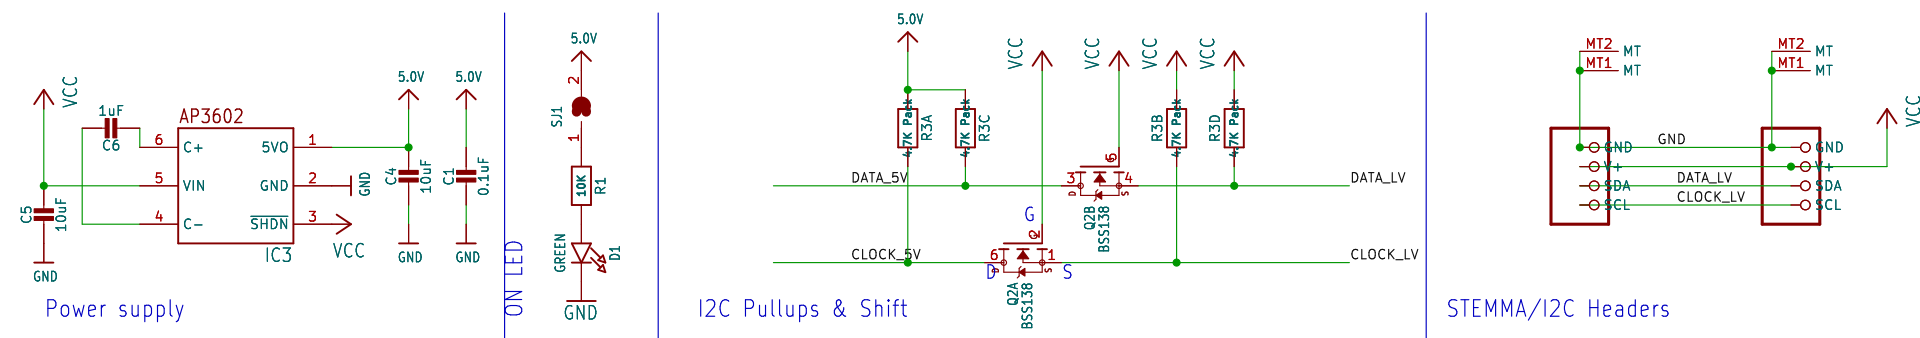 VCC
1uF
C6
C5
10uF
GND
AP3602
6
C+
5VO
1
5
VIN
GND
2
GND
4
C-
SHDN
3
VCC
IC3
5.0V
C4
10uF
GND
5.0V
C1
0.1uF
GND
Power supply
5.0V
2
SJ1
1
10K
R1
GREEN
D1
GND
ON LED
5.0V
4.7K Pack
R3A
4.7K Pack
R3C
VCC
VCC
VCC
VCC
4.7K Pack
R3B
4.7K Pack
R3D
DATA_5V
3
D
5
4
S
Q2B
BSS138
DATA_LV
G
2
CLOCK_5V
6
D
D
1
S
S
Q2A
BSS138
CLOCK_LV
I2C Pullups & Shift
MT2
MT
MT1
MT
MT2
MT
MT1
MT
VCC
GND
GND
GND
V+
V+
SDA
DATA_LV
SDA
SCL
CLOCK_LV
SCL
STEMMA/I2C Headers